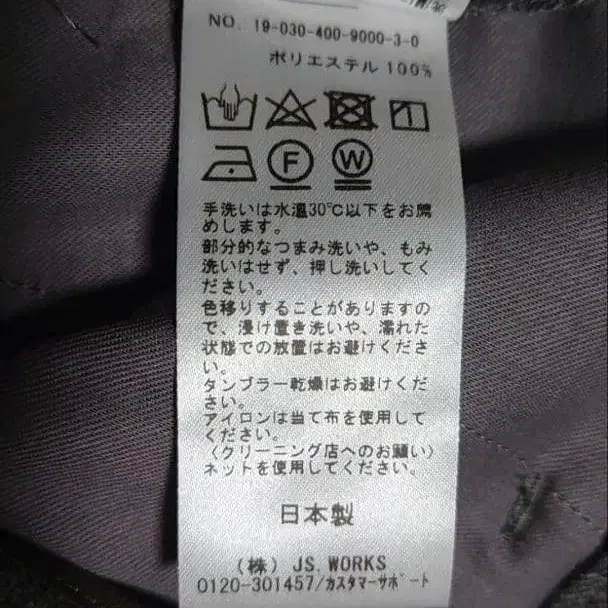 NO. 19-030-400-9000-3-0
ポリエステル 100%
F W
手洗いは水温30℃以下をお薦
めします。
部分的なつまみ洗いや、もみ
洗いはせず、押し洗いしてく
ださい。
色移りすることがありますの
で、浸け置き洗いや、濡れた
状態での放置はお避けくださ
い。
タンブラー乾燥はお避けくだ
さい。
アイロンは当て布を使用して
ください。
〈クリーニング店へのお願い〉
ネットを使用してください。
日本製
(株) JS.WORKS
0120-301457/カスタマーサポート